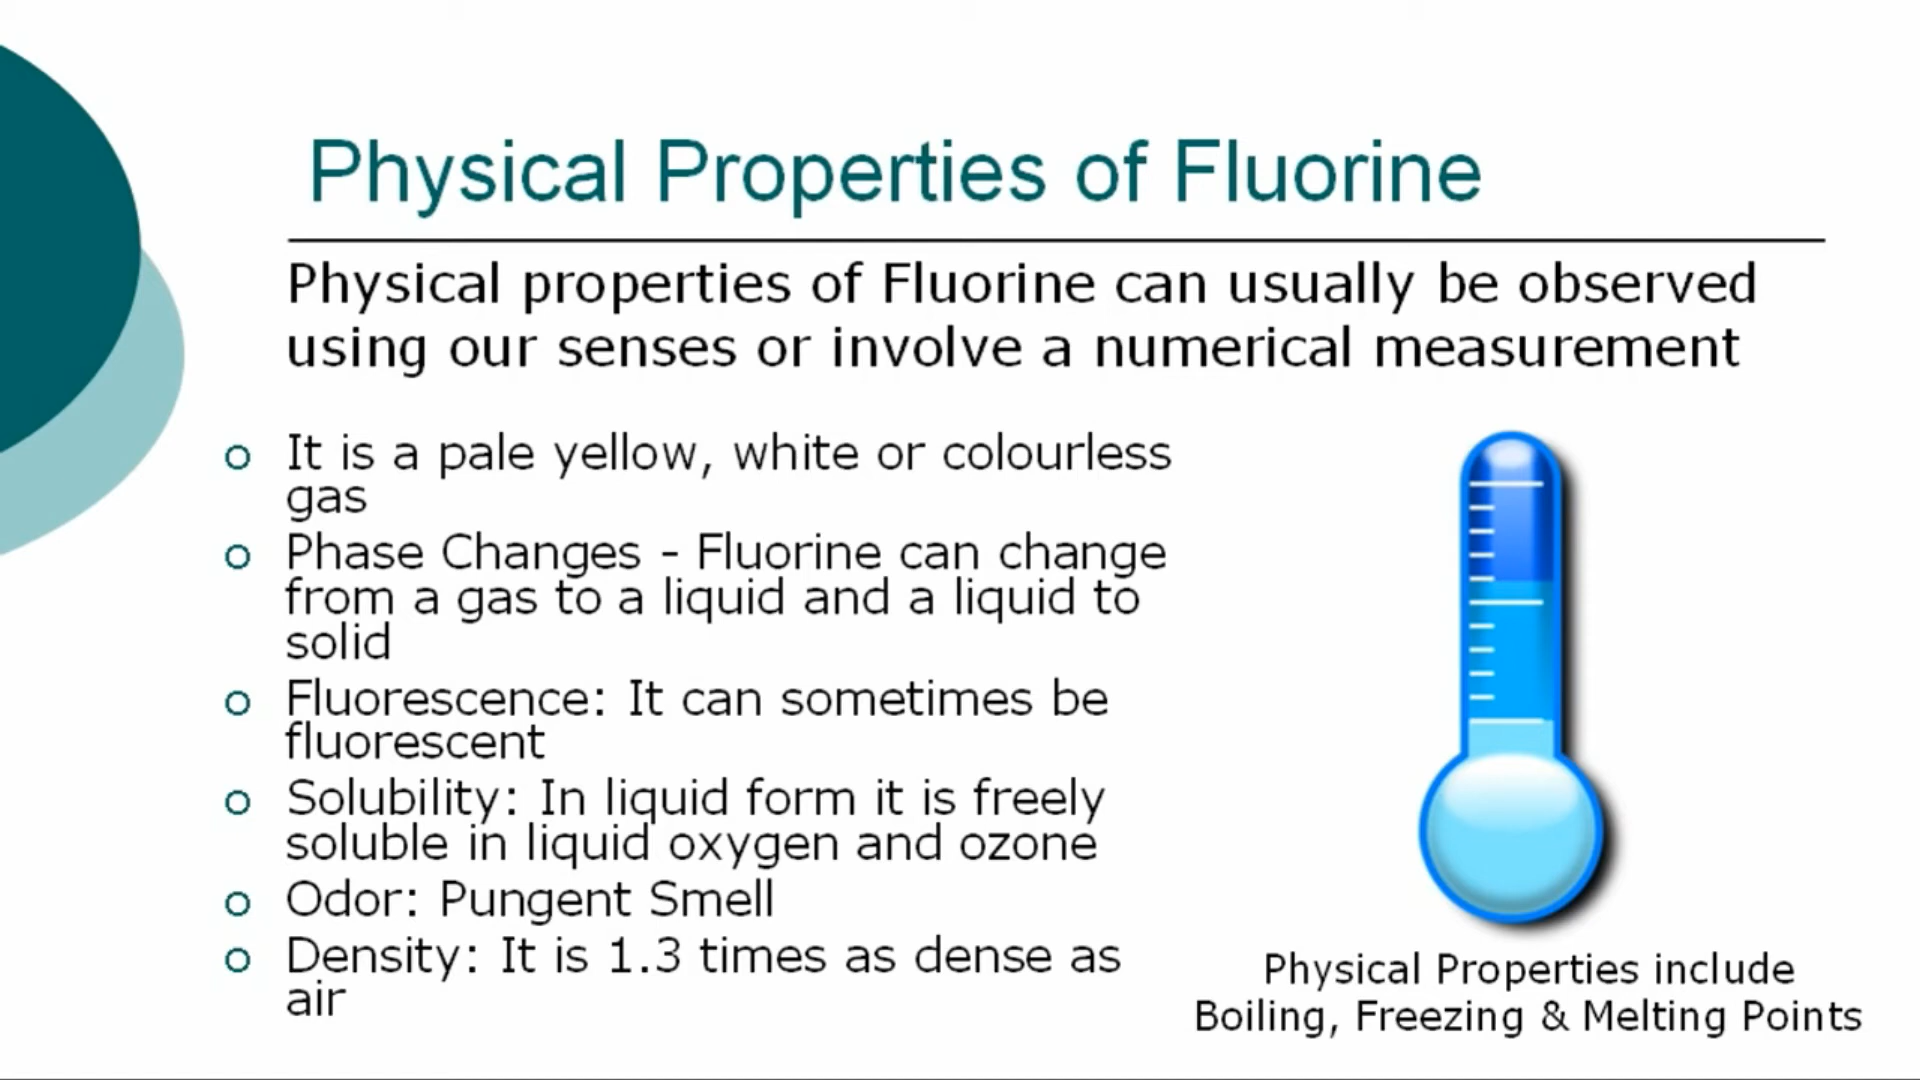 Physical Properties of Fluorine
Physical properties of Fluorine can usually be observed
using our senses or involve a numerical measurement
It is a pale yellow, white or colourless
gas
Phase Changes - Fluorine can change
from a gas to a liquid and a liquid to
solid
Fluorescence: It can sometimes be
fluorescent
Solubility: In liquid form it is freely
soluble in liquid oxygen and ozone
Odor: Pungent Smell
Density: It is 1.3 times as dense as
air
Physical Properties include
Boiling, Freezing & Melting Points